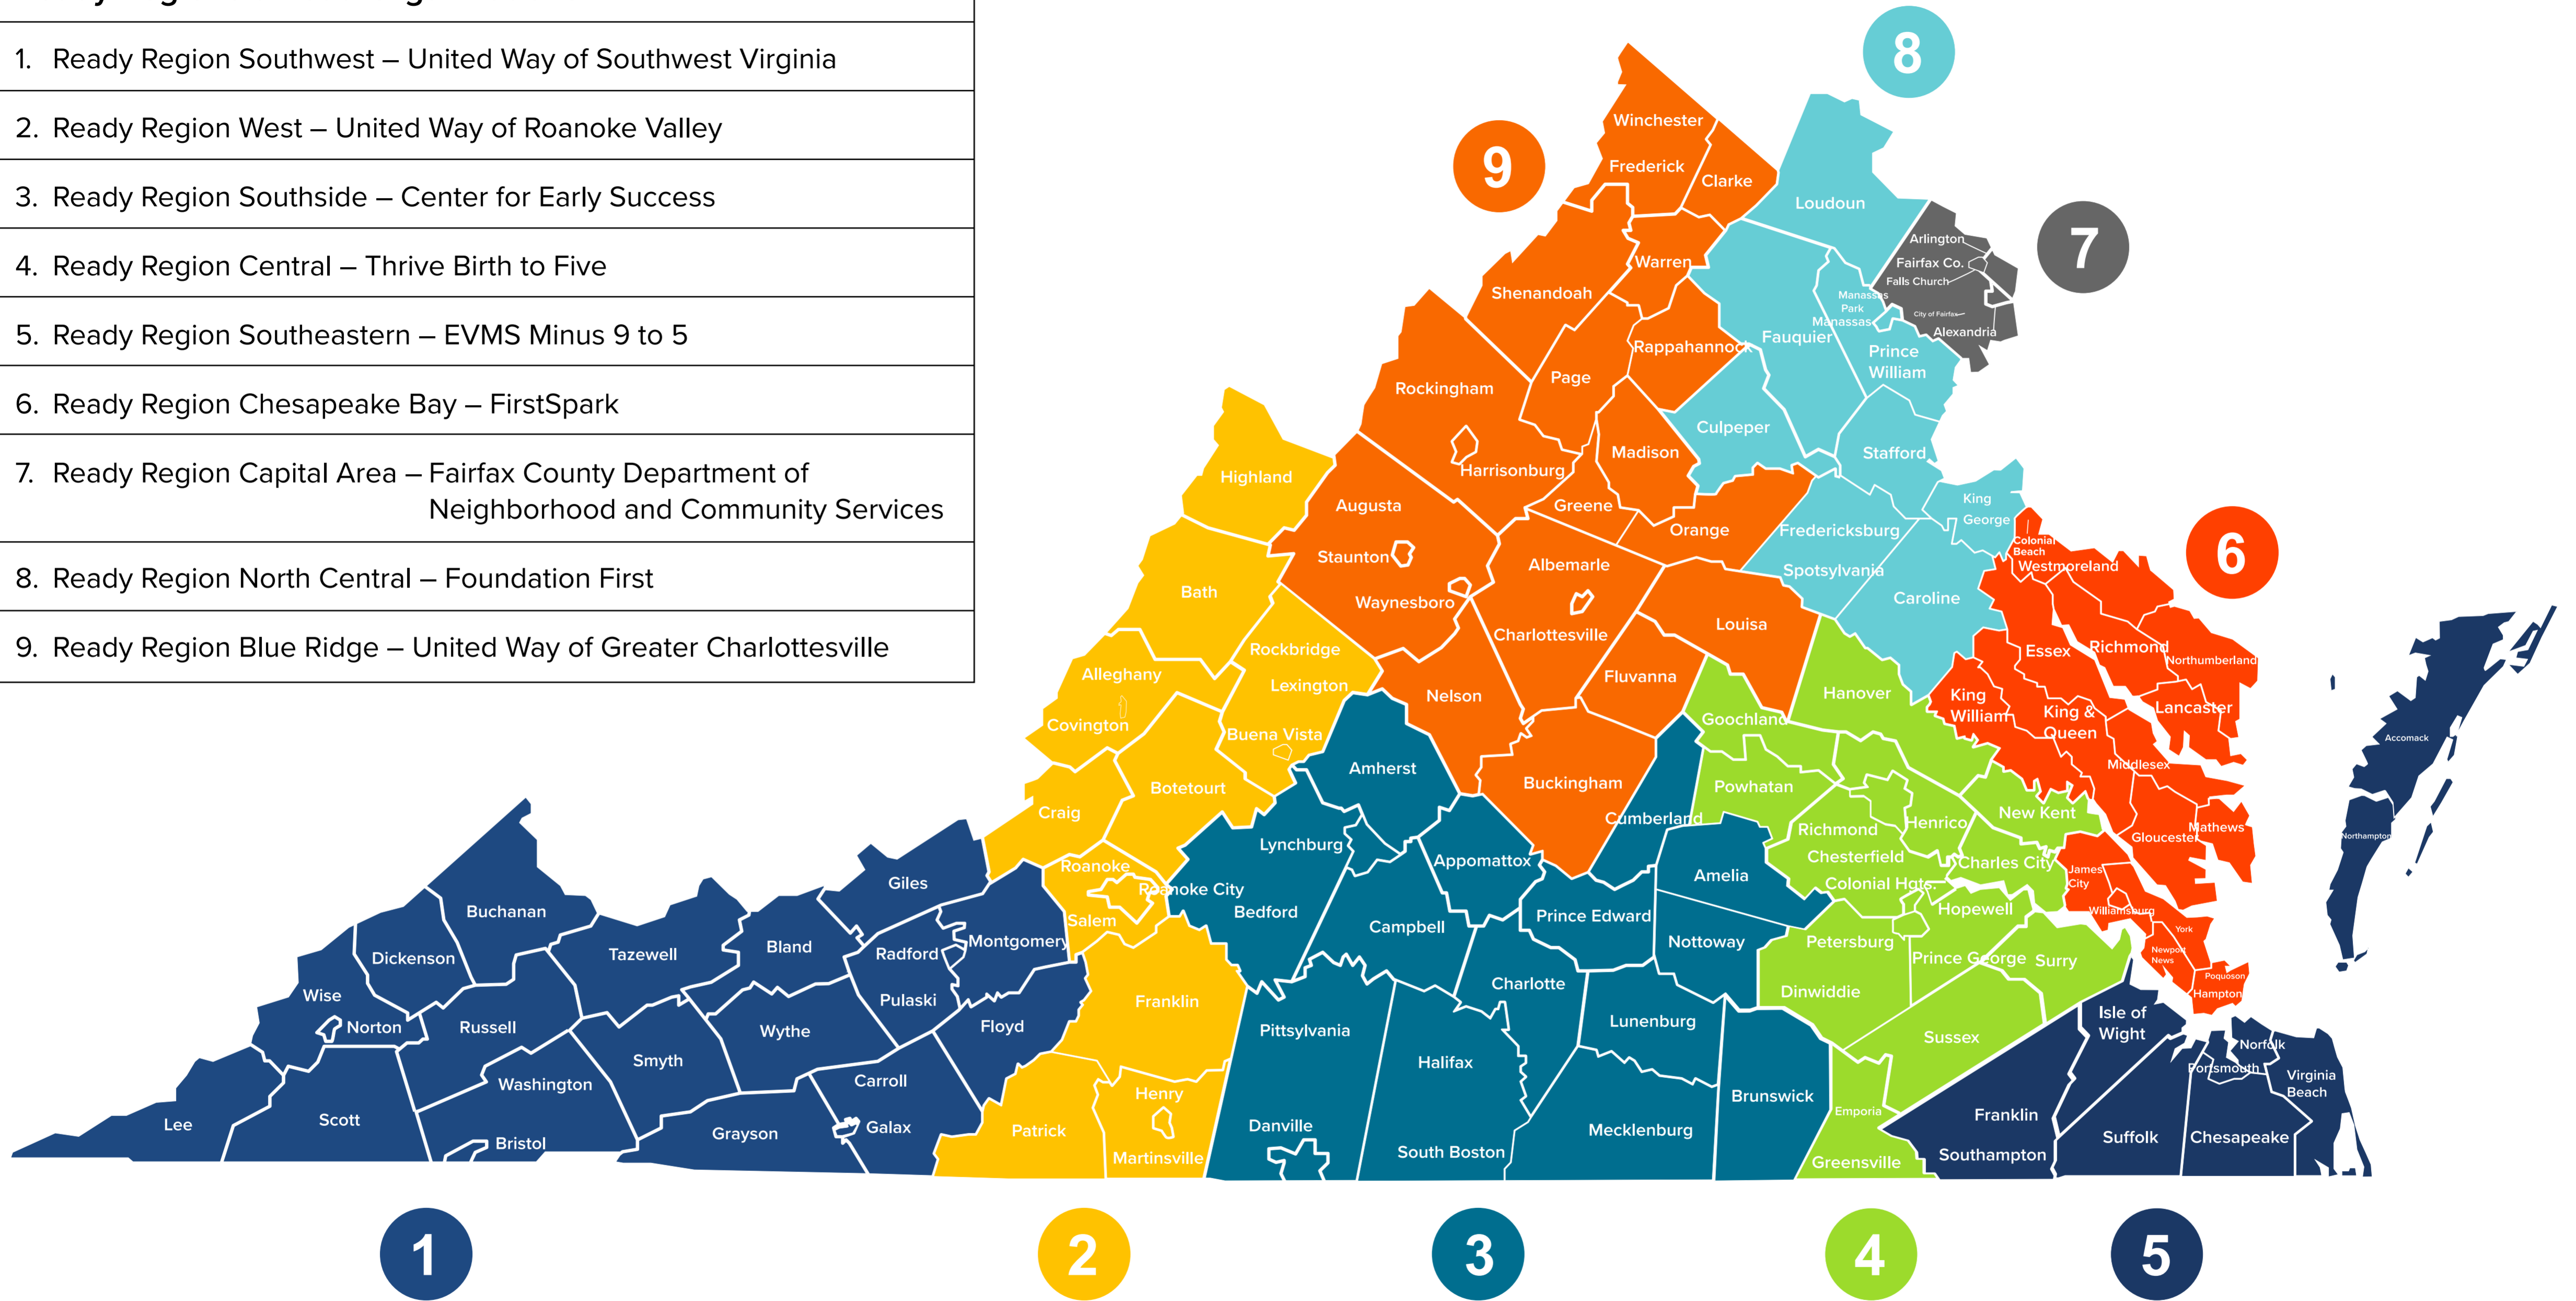 1. Ready Region Southwest – United Way of Southwest Virginia
2. Ready Region West – United Way of Roanoke Valley
3. Ready Region Southside – Center for Early Success
4. Ready Region Central – Thrive Birth to Five
5. Ready Region Southeastern – EVMS Minus 9 to 5
6. Ready Region Chesapeake Bay – FirstSpark
7. Ready Region Capital Area – Fairfax County Department of
Neighborhood and Community Services
8. Ready Region North Central – Foundation First
9. Ready Region Blue Ridge – United Way of Greater Charlottesville
8
9
7
6
Winchester
Frederick
Clarke
Loudoun
Arlington
Fairfax Co.
Falls Church
City of Fairfax
Alexandria
Warren
Shenandoah
Manassas
Park
Manassas
Fauquier
Prince
William
Rappahannock
Page
Rockingham
Culpeper
Madison
Stafford
Harrisonburg
Highland
Augusta
Greene
King
George
Orange
Fredericksburg
Colonial
Beach
Westmoreland
Staunton
Albemarle
Spotsylvania
Bath
Waynesboro
Caroline
Charlottesville
Louisa
Rockbridge
Essex
Richmond
Northumberland
Alleghany
Lexington
Nelson
Fluvanna
Hanover
King
William
King &
Queen
Lancaster
Covington
Buena Vista
Goochland
Accomack
Middlesex
Amherst
Buckingham
Botetourt
Powhatan
Craig
Cumberland
New Kent
Lynchburg
Richmond
Henrico
Gloucester
Mathews
Northampton
Roanoke
Appomattox
Chesterfield
Charles City
Amelia
James
City
Giles
Roanoke City
Colonial Hgts.
Buchanan
Salem
Bedford
Prince Edward
Hopewell
Williamsburg
Campbell
York
Tazewell
Bland
Radford
Montgomery
Nottoway
Petersburg
Newport
News
Dickenson
Prince George
Surry
Poquoson
Wise
Pulaski
Franklin
Charlotte
Dinwiddie
Hampton
Norton
Russell
Wythe
Floyd
Pittsylvania
Lunenburg
Isle of
Wight
Sussex
Norfolk
Smyth
Halifax
Portsmouth
Washington
Carroll
Henry
Brunswick
Virginia
Beach
Lee
Scott
Grayson
Galax
Patrick
Danville
Mecklenburg
Emporia
Franklin
Bristol
Martinsville
South Boston
Greensville
Southampton
Suffolk
Chesapeake
1
2
3
4
5